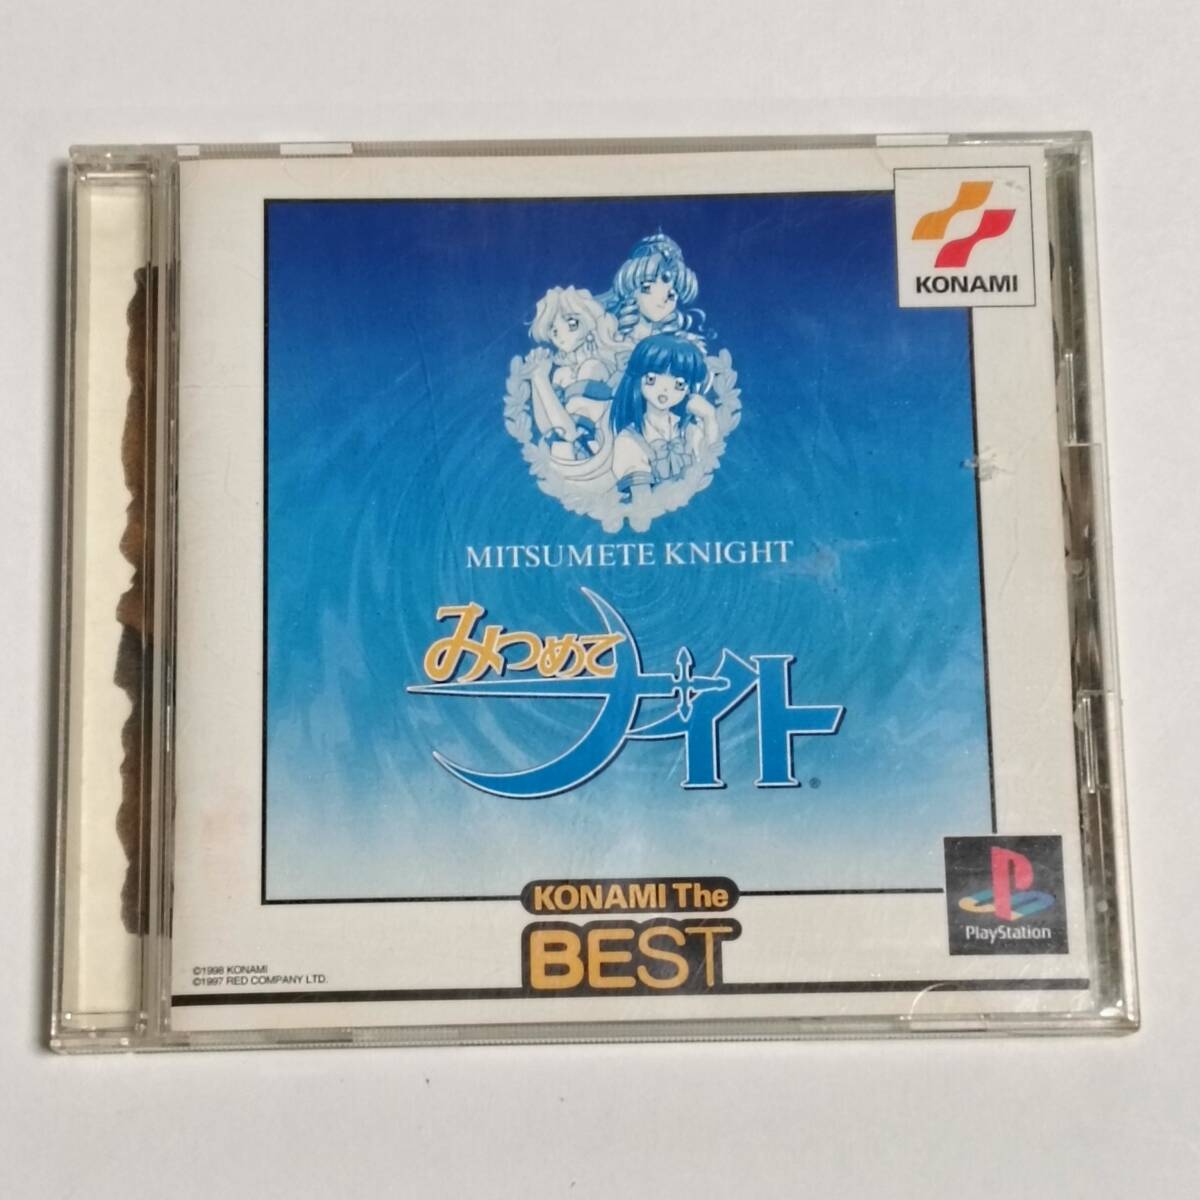 KONAMI
MITSUMETE KNIGHT
みつめて
ナイト
®
KONAMI The
BEST
PlayStation
©1998 KONAMI
©1997 RED COMPANY LTD.